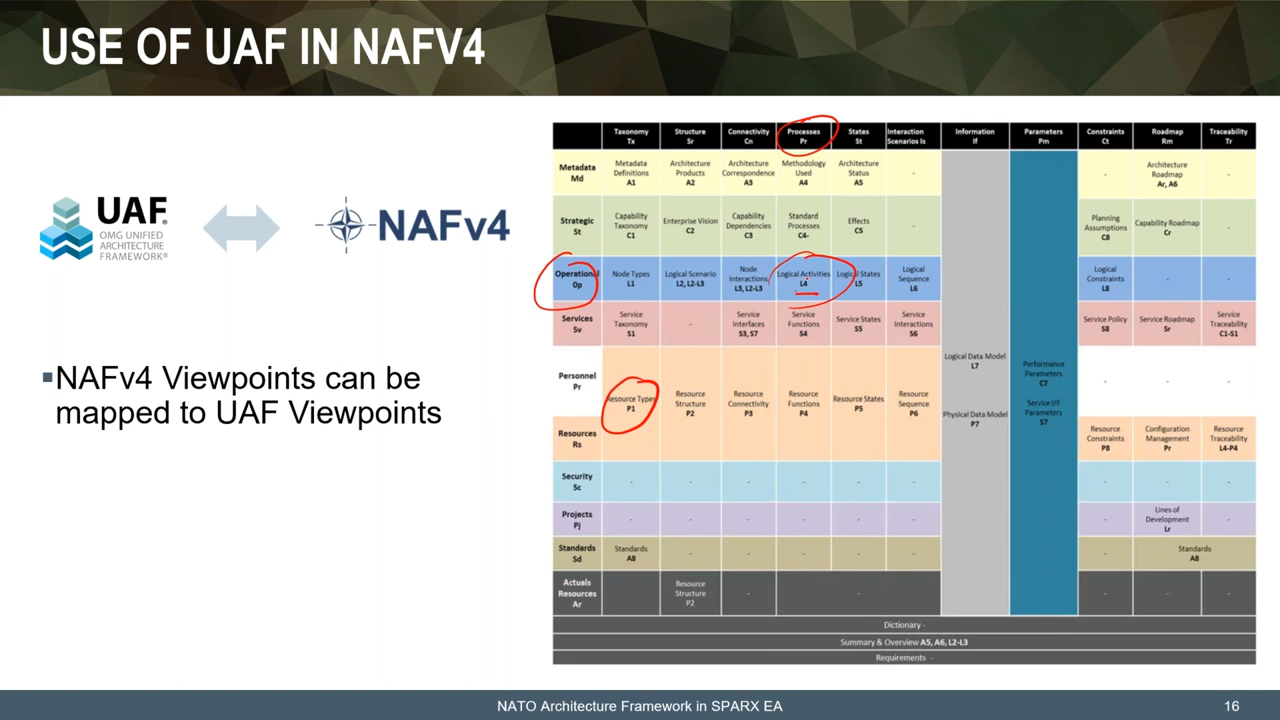 USE OF UAF IN NAFV4
UAF
OMG UNIFIED
ARCHITECTURE
FRAMEWORK®
NAFv4
▪NAFv4 Viewpoints can be
mapped to UAF Viewpoints
Taxonomy Structure Connectivity Processes States Interaction Information Parameters Constraints Roadmap Traceability
Tx Sr Cn Pr St Scenarios Is If Pm Ct Rm Tr
Metadata Md
Metadata Definitions A1
Architecture Products A2
Architecture Correspondence A3
Methodology Used A4
Architecture Status A5
-
-
Architecture Roadmap Ar, A6
-
Strategic St
Capability Taxonomy C1
Enterprise Vision C2
Capability Dependencies C3
Standard Processes C4-
Effects C5
-
Planning Assumptions C8
Capability Roadmap Cr
-
Operational Op
Node Types L1
Logical Scenario L2, L2-L3
Node Interactions L3, L2-L3
Logical Activities L4
Logical States L5
Logical Sequence L6
Logical Constraints L8
-
-
Services Sv
Service Taxonomy S1
-
Service Interfaces S3, S7
Service Functions S4
Service States S5
Service Interactions S6
Service Policy S8
Service Roadmap Sr
Service Traceability C1-S1
Logical Data Model L7
Physical Data Model P7
Performance Parameters C7
Service I/F Parameters S7
Personnel Pr
-
-
-
Resource Types P1
Resource Structure P2
Resource Connectivity P3
Resource Functions P4
Resource States P5
Resource Sequence P6
Resources Rs
Resource Constraints P8
Configuration Management Pr
Resource Traceability L4-P4
Security Sc
- - - - - - - - -
Projects Pj
- - - - - - -
Lines of Development Lr
-
Standards Sd
Standards A8
- - - - - -
Standards A8
Actuals Resources Ar
Resource Structure P2
- - - - -
Dictionary -
Summary & Overview A5, A6, L2-L3
Requirements -
NATO Architecture Framework in SPARX EA
16